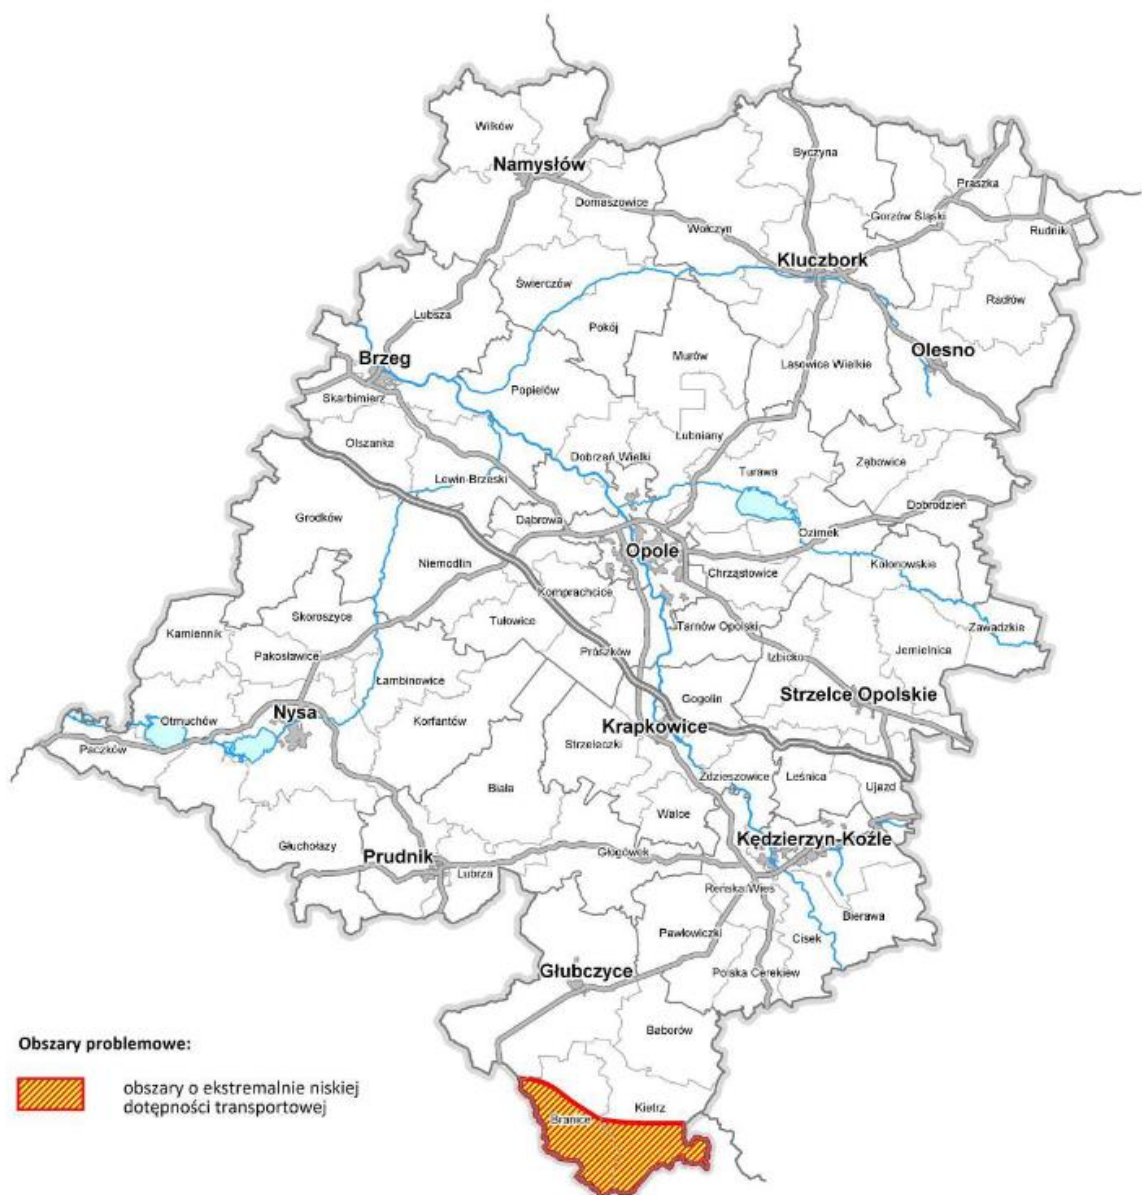 Wilków
Namysłów
Byczyna
Praszka
Domaszowice
Gorzów Śląski
Wołczyn
Rudniki
Kluczbork
Świerczów
Radłów
Lubsza
Pokój
Olesno
Brzeg
Murów
Lasowice Wielkie
Popielów
Skarbimierz
Olszanka
Łubniany
Dobrzeń Wielki
Zębowice
Turawa
Lewin Brzeski
Grodków
Dobrodzień
Dąbrowa
Ozimek
Opole
Niemodlin
Kolonowskie
Chrząstowice
Komprachcice
Skoroszyce
Tułowice
Tarnów Opolski
Zawadzkie
Kamiennik
Jemielnica
Pakosławice
Prószków
Izbicko
Łambinowice
Strzelce Opolskie
Gogolin
Nysa
Otmuchów
Korfantów
Krapkowice
Paczków
Strzeleczki
Zdzieszowice
Leśnica
Ujazd
Biała
Walce
Kędzierzyn-Koźle
Głuchołazy
Prudnik
Głogówek
Lubrza
Reńska Wieś
Bierawa
Pawłowiczki
Cisek
Głubczyce
Polska Cerekiew
Baborów
Obszary problemowe:
obszary o ekstremalnie niskiej
dotępności transportowej
Kietrz
Branice